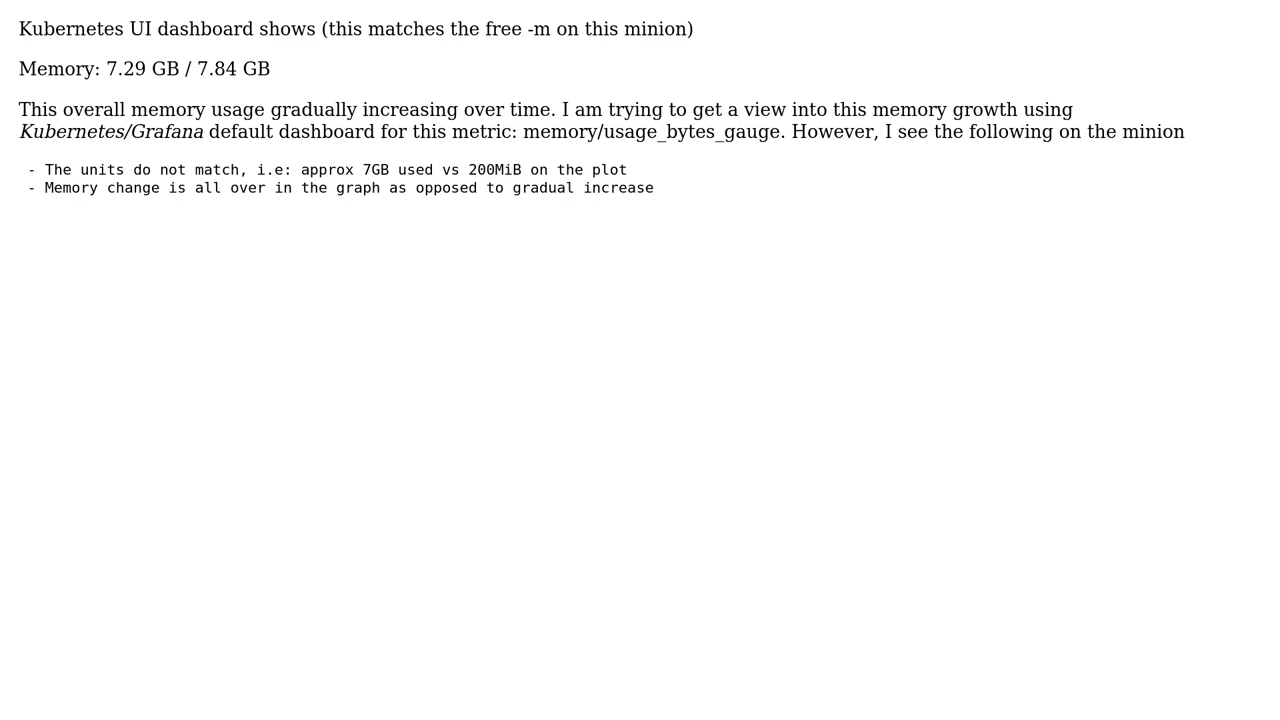 Kubernetes UI dashboard shows (this matches the free -m on this minion)
Memory: 7.29 GB / 7.84 GB
This overall memory usage gradually increasing over time. I am trying to get a view into this memory growth using
Kubernetes/Grafana default dashboard for this metric: memory/usage_bytes_gauge. However, I see the following on the minion
- The units do not match, i.e: approx 7GB used vs 200MiB on the plot
- Memory change is all over in the graph as opposed to gradual increase